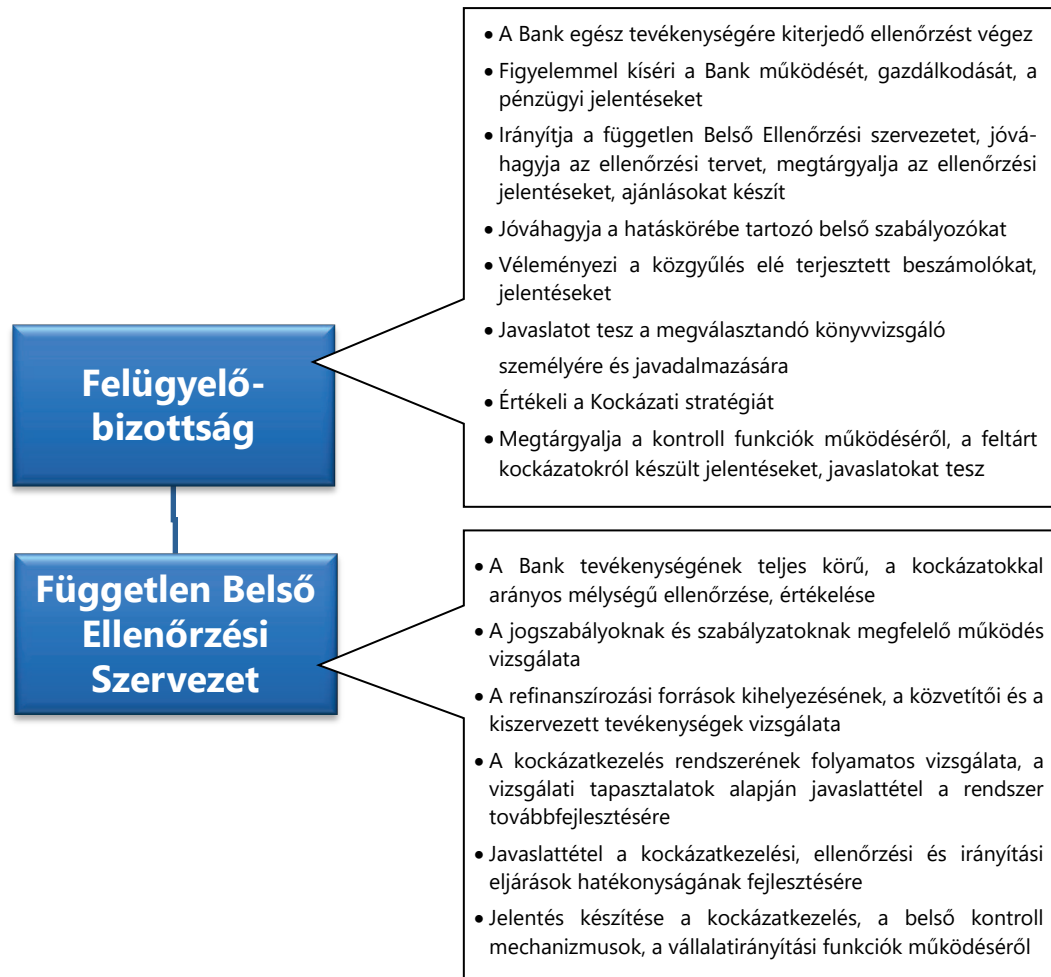 • A Bank egész tevékenységére kiterjedő ellenőrzést végez
• Figyelemmel kíséri a Bank működését, gazdálkodását, a
pénzügyi jelentéseket
• Irányítja a független Belső Ellenőrzési szervezetet, jóvá-
hagyja az ellenőrzési tervet, megtárgyalja az ellenőrzési
jelentéseket, ajánlásokat készít
• Jóváhagyja a hatáskörébe tartozó belső szabályozókat
• Véleményezi a közgyűlés elé terjesztett beszámolókat,
jelentéseket
• Javaslatot tesz a megválasztandó könyvvizsgáló
személyére és javadalmazására
• Értékeli a Kockázati stratégiát
• Megtárgyalja a kontroll funkciók működéséről, a feltárt
kockázatokról készült jelentéseket, javaslatokat tesz
Felügyelő-
bizottság
Független Belső
Ellenőrzési
Szervezet
• A Bank tevékenységének teljes körű, a kockázatokkal
arányos mélységű ellenőrzése, értékelése
• A jogszabályoknak és szabályzatoknak megfelelő működés
vizsgálata
• A refinanszírozási források kihelyezésének, a közvetítői és a
kiszervezett tevékenységek vizsgálata
• A kockázatkezelés rendszerének folyamatos vizsgálata, a
vizsgálati tapasztalatok alapján javaslattétel a rendszer
továbbfejlesztésére
• Javaslattétel a kockázatkezelési, ellenőrzési és irányítási
eljárások hatékonyságának fejlesztésére
• Jelentés készítése a kockázatkezelés, a belső kontroll
mechanizmusok, a vállalatirányítási funkciók működéséről